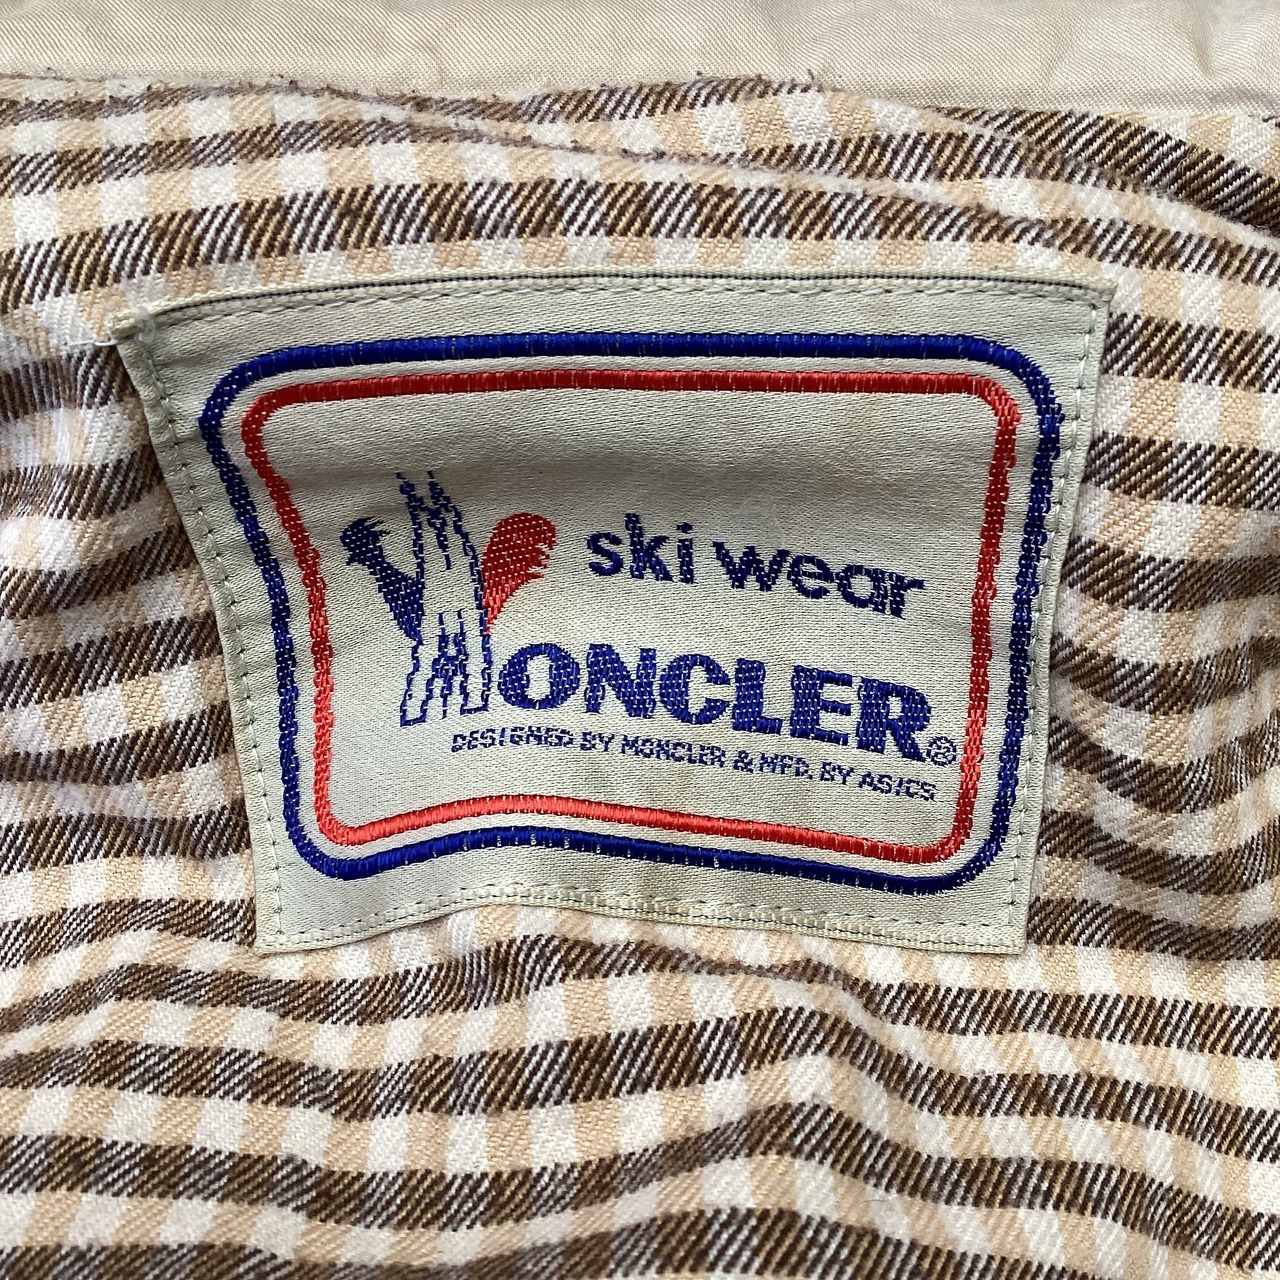 ski wear
MONCLER®
DESIGNED BY MONCLER & MFD. BY ASICS